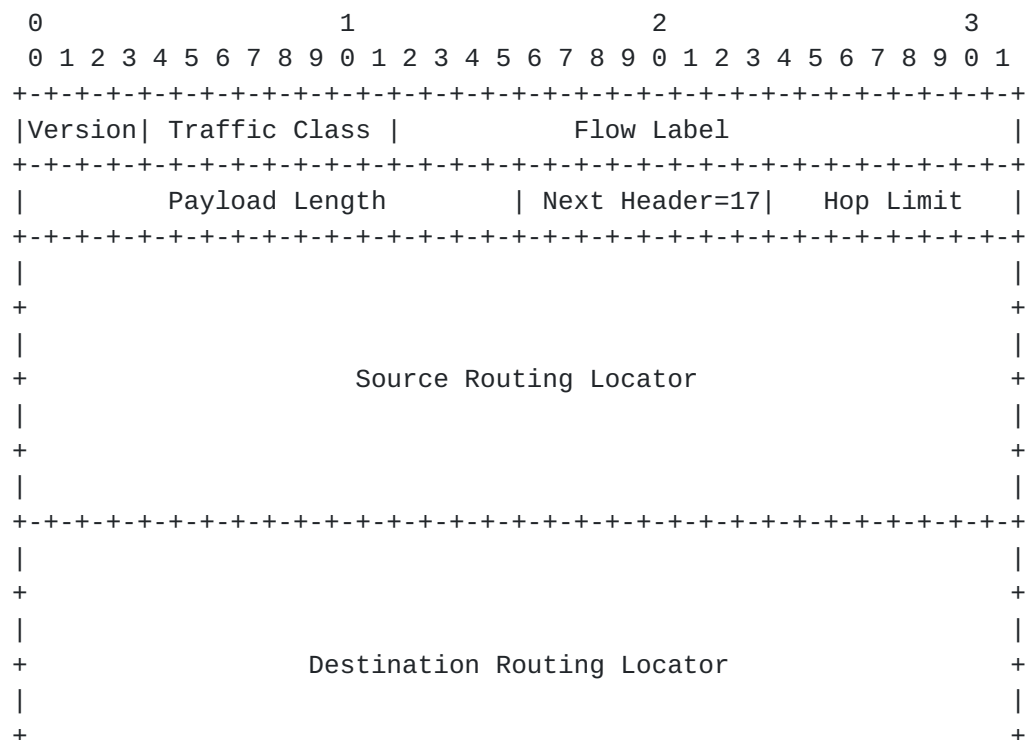 0                   1                   2                   3
 0 1 2 3 4 5 6 7 8 9 0 1 2 3 4 5 6 7 8 9 0 1 2 3 4 5 6 7 8 9 0 1
+-+-+-+-+-+-+-+-+-+-+-+-+-+-+-+-+-+-+-+-+-+-+-+-+-+-+-+-+-+-+-+-+
|Version| Traffic Class |           Flow Label                  |
+-+-+-+-+-+-+-+-+-+-+-+-+-+-+-+-+-+-+-+-+-+-+-+-+-+-+-+-+-+-+-+-+
|         Payload Length        | Next Header=17|   Hop Limit   |
+-+-+-+-+-+-+-+-+-+-+-+-+-+-+-+-+-+-+-+-+-+-+-+-+-+-+-+-+-+-+-+-+
|                                                               |
+                                                               +
|                                                               |
+                     Source Routing Locator                    +
|                                                               |
+                                                               +
|                                                               |
+-+-+-+-+-+-+-+-+-+-+-+-+-+-+-+-+-+-+-+-+-+-+-+-+-+-+-+-+-+-+-+-+
|                                                               |
+                                                               +
|                                                               |
+                  Destination Routing Locator                  +
|                                                               |
+                                                               +